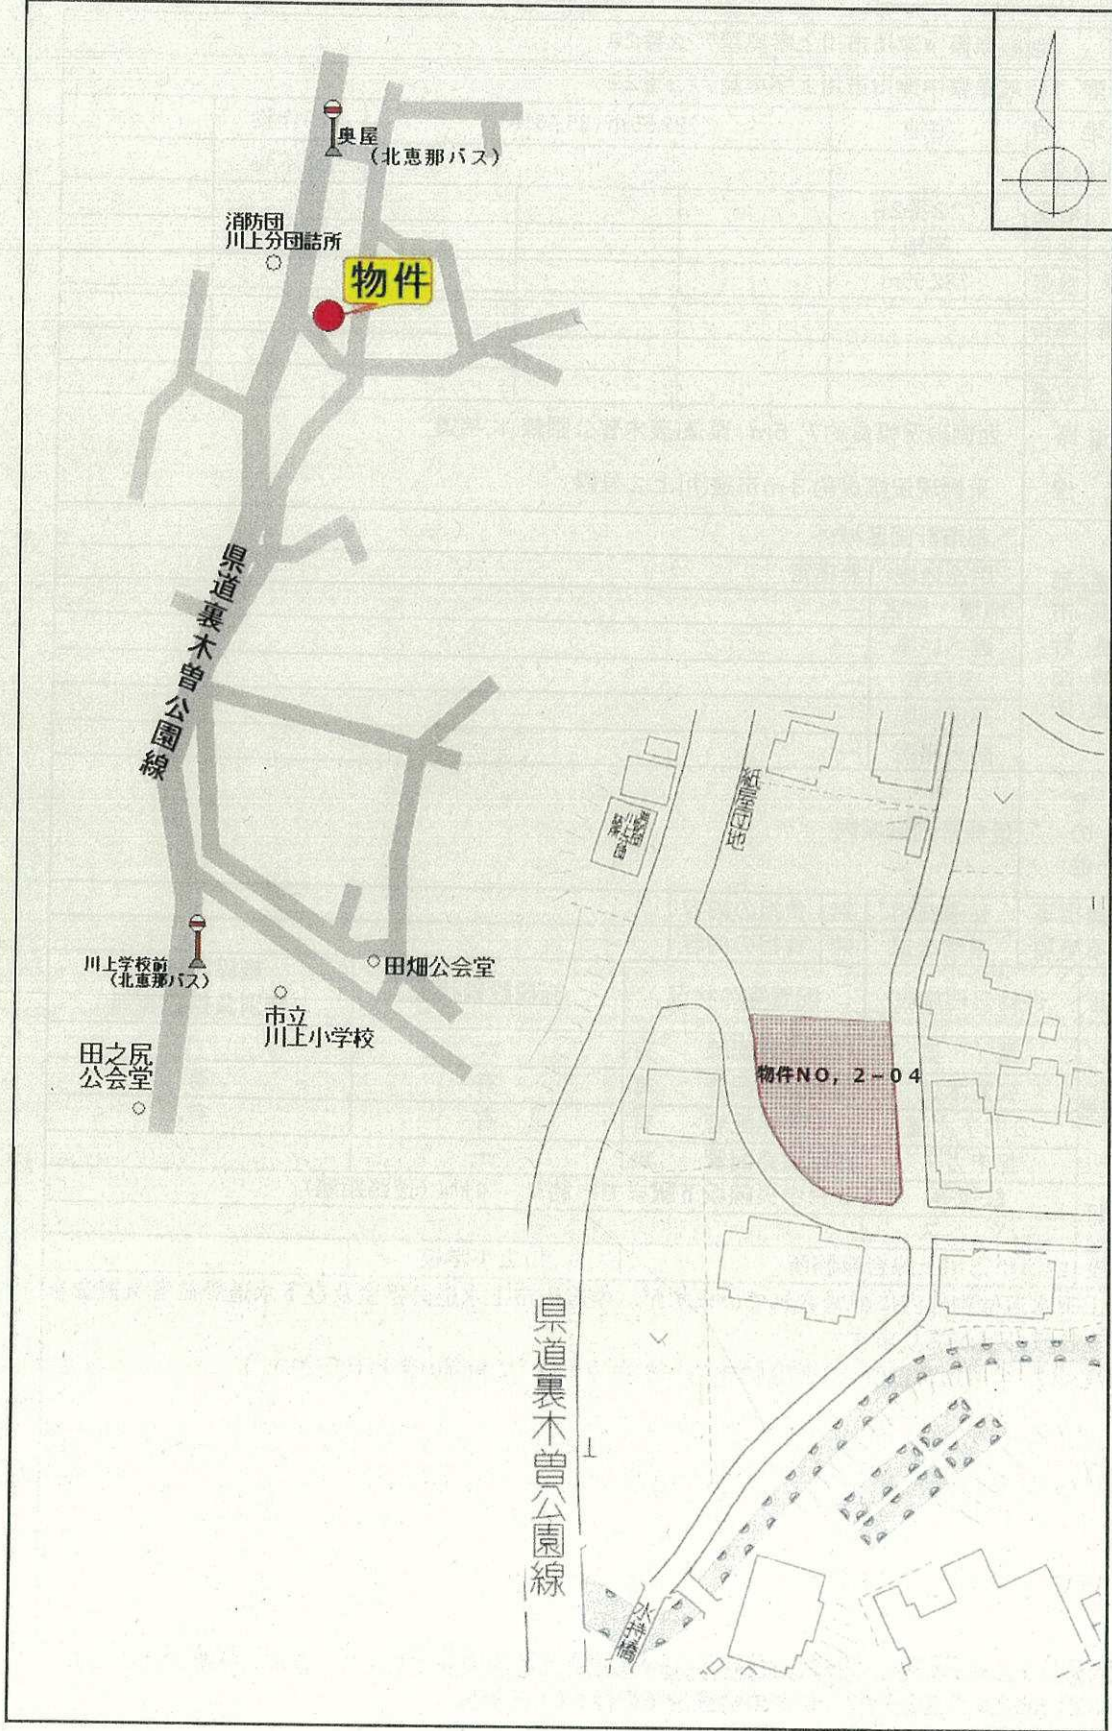 奥屋
（北恵那バス）
消防団
川上分団詰所
物件
県道裏木曽公園線
川上学校前
（北恵那バス）
田畑公会堂
市立
川上小学校
田之尻
公会堂
紙屋団地
物件NO, 2-04
県道裏木曽公園線
水持橋